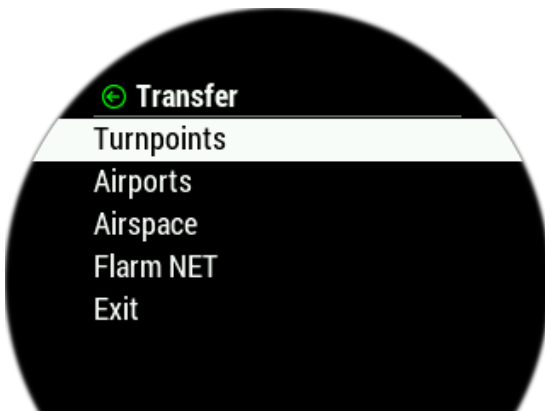 Transfer
Turnpoints
Airports
Airspace
Flarm NET
Exit